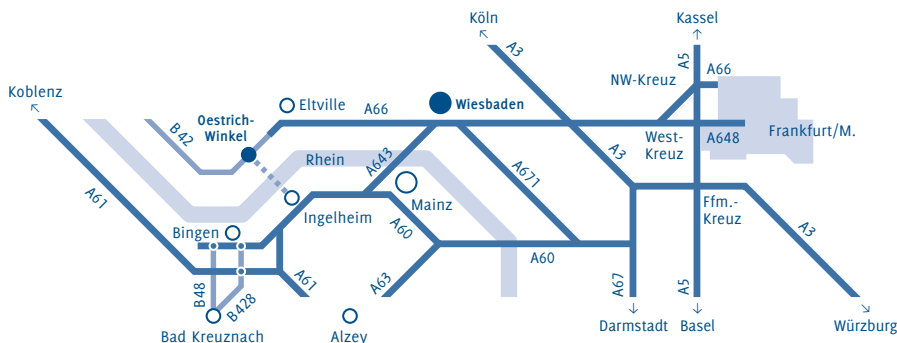 Köln
Kassel
A3
A5
NW-Kreuz
A66
Koblenz
Eltville
A66
Wiesbaden
Oestrich-
Winkel
B42
West-
Kreuz
A648
Frankfurt/M.
Rhein
A643
A671
A3
A61
Mainz
Ingelheim
Ffm.-
Kreuz
Bingen
A60
A3
A60
A61
A63
A67
A5
B48
B428
Bad Kreuznach
Alzey
Darmstadt
Basel
Würzburg